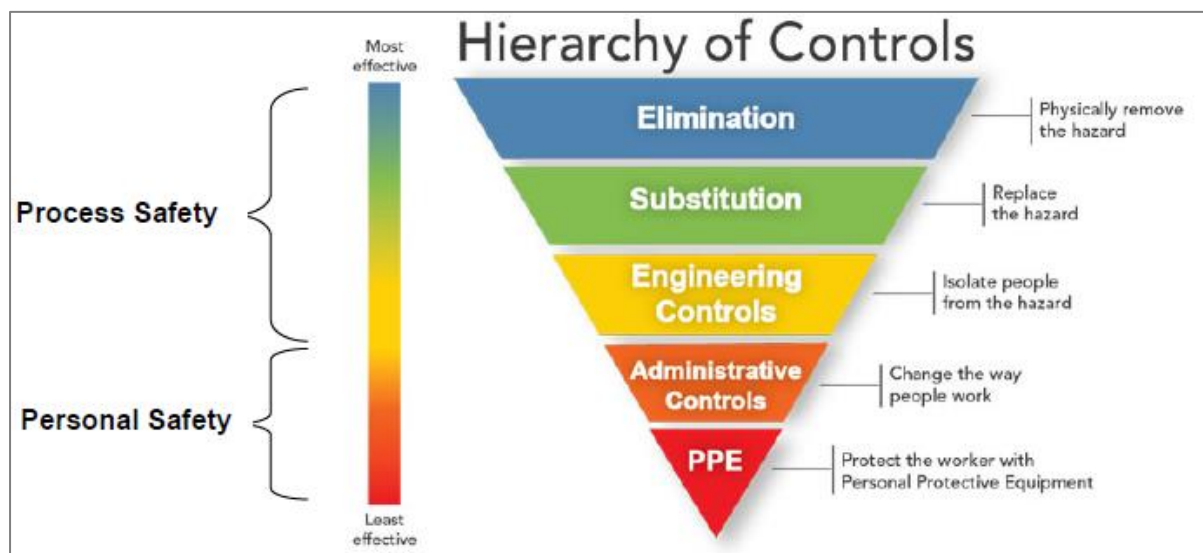 Hierarchy of Controls
Most
effective
Process Safety
Personal Safety
Least
effective
Elimination
Physically remove
the hazard
Substitution
Replace
the hazard
Engineering
Controls
Isolate people
from the hazard
Administrative
Controls
Change the way
people work
PPE
Protect the worker with
Personal Protective Equipment